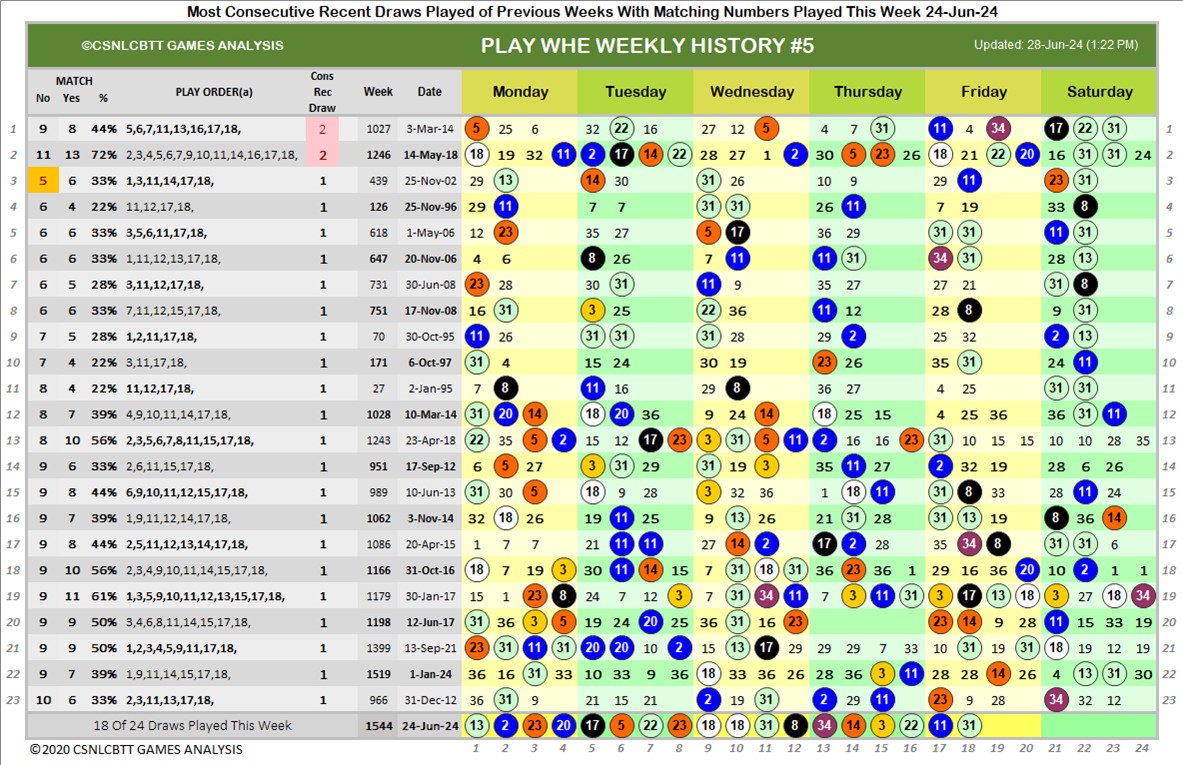 Most Consecutive Recent Draws Played of Previous Weeks With Matching Numbers Played This Week 24-Jun-24
©CSNLCBTT GAMES ANALYSIS PLAY WHE WEEKLY HISTORY #5 Updated: 28-Jun-24 (1:22 PM)
No MATCH Yes % PLAY ORDER(a) Cons Rec Draw Week Date Monday Tuesday Wednesday Thursday Friday Saturday
1 9 8 44% 5,6,7,11,13,16,17,18, 2 1027 3-Mar-14 5 25 6 32 22 16 27 12 5 4 7 31 11 4 34 17 22 31 1
2 11 13 72% 2,3,4,5,6,7,9,10,11,14,16,17,18, 2 1246 14-May-18 18 19 32 11 2 17 14 22 28 27 1 2 30 5 23 26 18 21 22 20 16 31 31 24 2
3 5 6 33% 1,3,11,14,17,18, 1 439 25-Nov-02 29 13 14 30 31 26 10 9 29 11 23 31 3
4 6 4 22% 11,11,17,18, 1 126 25-Nov-96 29 11 7 7 31 31 26 11 7 19 33 8 4
5 6 6 33% 3,5,6,11,17,18, 1 618 1-May-06 12 23 35 27 5 17 36 29 31 31 11 31 5
6 6 6 33% 1,11,12,13,17,18, 1 647 20-Nov-06 4 6 8 26 7 11 11 31 34 31 28 13 6
7 6 5 28% 3,11,12,17,18, 1 731 30-Jun-08 23 28 30 31 11 9 35 27 27 21 31 8 7
8 6 6 33% 7,11,12,15,17,18, 1 751 17-Nov-08 16 31 3 25 22 36 11 12 28 8 9 31 8
9 7 5 28% 1,2,11,17,18, 1 70 30-Oct-95 11 26 31 31 31 28 29 2 25 32 2 13 9
10 7 4 22% 3,11,17,18, 1 171 6-Oct-97 31 4 15 24 30 19 23 26 35 31 24 11 10
11 8 4 22% 11,12,17,18, 1 27 2-Jan-95 7 8 11 16 29 8 36 27 4 25 31 31 11
12 8 7 39% 4,9,10,11,14,17,18, 1 1028 10-Mar-14 31 20 14 18 20 36 9 24 14 18 25 15 4 25 36 36 31 11 12
13 8 10 56% 2,3,5,6,7,8,11,15,17,18, 1 1243 23-Apr-18 22 35 5 2 15 12 17 23 3 31 5 11 2 16 16 23 31 10 15 15 10 10 28 35 13
14 9 6 33% 2,6,11,15,17,18, 1 951 17-Sep-12 6 5 27 3 31 29 31 19 3 35 11 27 2 32 19 28 6 26 14
15 9 8 44% 6,9,10,11,12,15,17,18, 1 989 10-Jun-13 31 30 5 18 9 28 3 32 36 1 18 11 31 8 33 28 11 24 15
16 9 7 39% 1,9,11,12,14,17,18, 1 1062 3-Nov-14 32 18 26 19 11 25 9 13 26 21 31 28 31 13 19 8 36 14 16
17 9 8 44% 2,5,11,12,13,14,17,18, 1 1086 20-Apr-15 1 7 7 21 11 11 27 14 2 17 2 28 35 34 8 31 31 6 17
18 9 10 56% 2,3,4,9,10,11,14,15,17,18, 1 1166 31-Oct-16 18 7 19 3 30 11 14 15 7 31 18 31 36 23 36 1 29 16 36 20 10 2 1 1 18
19 9 11 61% 1,3,5,9,10,11,12,13,15,17,18, 1 1179 30-Jan-17 15 1 23 8 24 7 12 3 7 31 34 11 7 3 11 31 3 17 13 18 3 27 18 34 19
20 9 9 50% 3,4,6,8,11,14,15,17,18, 1 1198 12-Jun-17 31 36 3 5 19 24 20 25 36 31 16 23 23 14 9 28 11 15 33 19 20
21 9 9 50% 1,2,3,4,5,9,11,17,18, 1 1399 13-Sep-21 23 31 11 31 20 20 10 2 15 13 17 29 29 29 7 33 10 31 19 31 18 19 12 19 21
22 9 7 39% 1,9,11,14,15,17,18, 1 1519 1-Jan-24 36 16 31 33 10 33 9 36 18 33 36 26 36 15 3 11 28 28 14 26 4 13 31 30 22
23 10 6 33% 2,3,11,13,17,18, 1 966 31-Dec-12 36 31 9 21 15 21 2 19 31 2 29 11 23 9 28 34 32 12 23
18 Of 24 Draws Played This Week 1544 24-Jun-24 13 2 23 20 17 5 22 23 18 18 31 8 34 14 3 22 11 31
© 2020 CSNLCBTT GAMES ANALYSIS 1 2 3 4 5 6 7 8 9 10 11 12 13 14 15 16 17 18 19 20 21 22 23 24